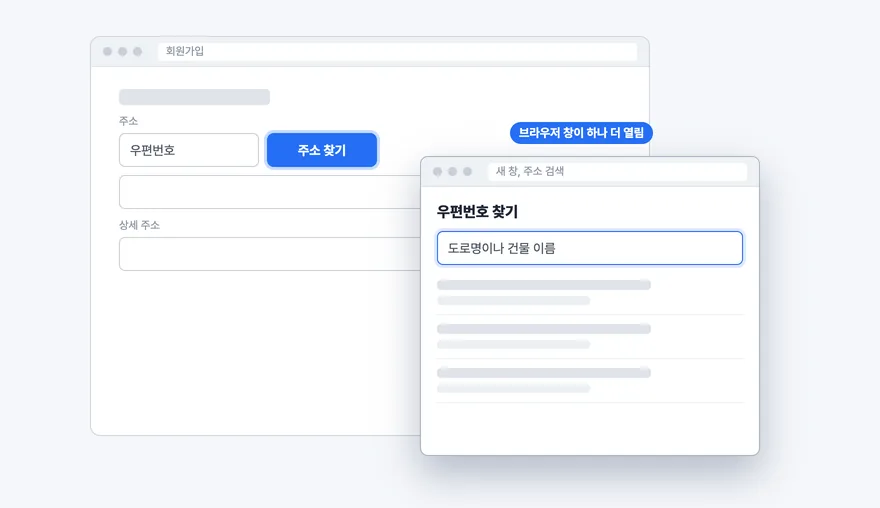 회원가입
주소
우편번호
주소 찾기
상세 주소
브라우저 창이 하나 더 열림
새 창, 주소 검색
우편번호 찾기
도로명이나 건물 이름